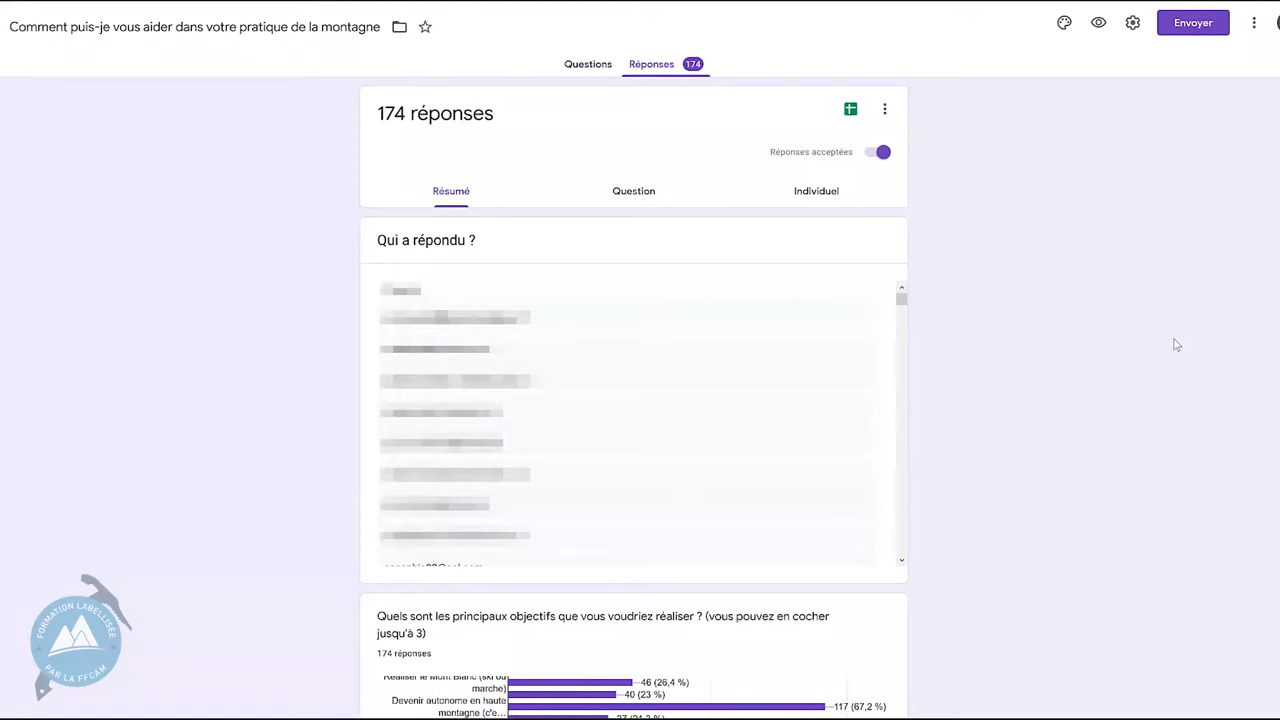 Comment puis-je vous aider dans votre pratique de la montagne
Envoyer
Questions
Réponses 174
174 réponses
Réponses acceptées
Résumé
Question
Individuel
Qui a répondu ?
Quels sont les principaux objectifs que vous voudriez réaliser ? (vous pouvez en cocher
jusqu'à 3)
174 réponses
Réaliser le Mont Blanc (ski ou
marche)
46 (26,4 %)
40 (23 %)
Devenir autonome en haute
montagne (c'e...
117 (67,2 %)
FORMATION LABELLISÉE
PAR LA FFCAM